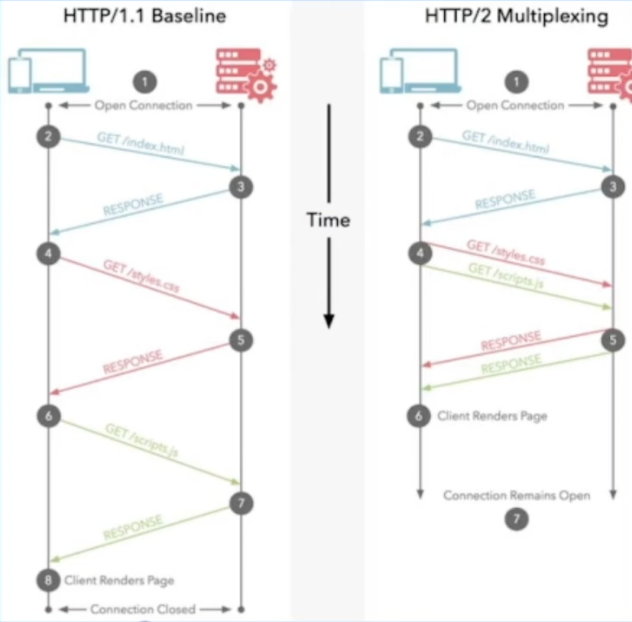 HTTP/1.1 Baseline
1
Open Connection
2
GET /index.html
3
RESPONSE
4
GET /styles.css
5
RESPONSE
6
GET /scripts.js
7
RESPONSE
8 Client Renders Page
Connection Closed
Time
HTTP/2 Multiplexing
1
Open Connection
2
GET /index.html
3
RESPONSE
4
GET /styles.css
GET /scripts.js
5
RESPONSE
RESPONSE
6 Client Renders Page
Connection Remains Open
7